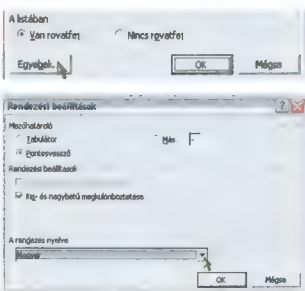 A listában
Van rovatfej Nincs rovatfej
Egyebek... OK Mégse
Rendezési beállítások
Mezőhatároló
Tabulátor Más:
Pontosvessző
Rendezési beállítások
Kis- és nagybetű megkülönböztetése
A rendezés nyelve
Magyar
OK Mégse